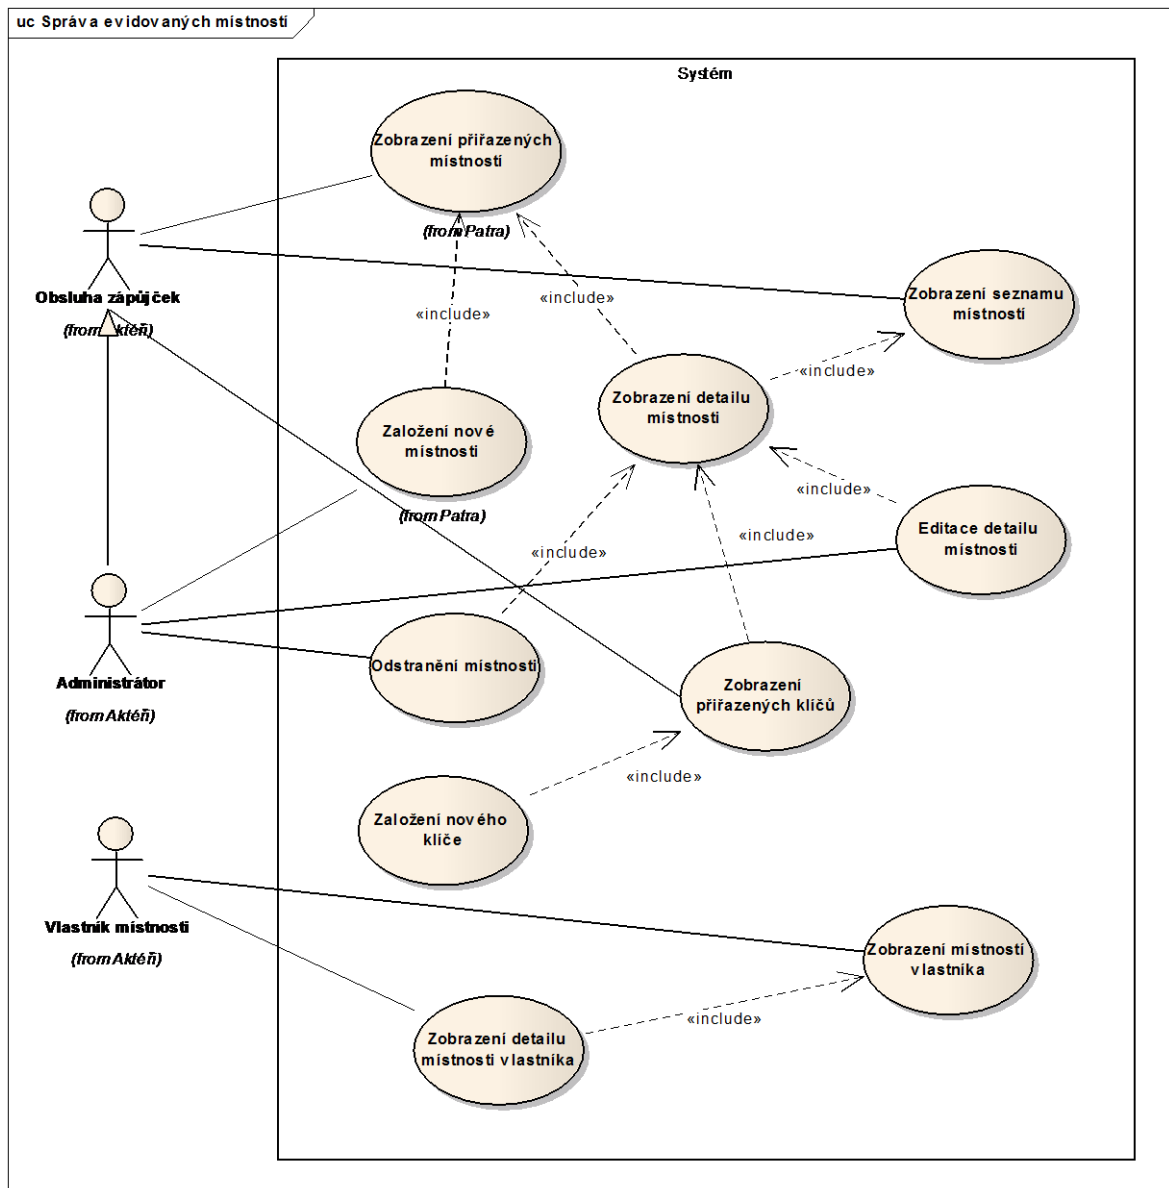 uc Správa evidovaných místností
Systém
Zobrazení přiřazených
místností
(from Patra)
Obsluha zápůjček
(from Aktéři)
«include»
«include»
Zobrazení seznamu
místností
«include»
Zobrazení detailu
místnosti
Založení nové
místnosti
(from Patra)
«include»
Editace detailu
místnosti
«include»
«include»
Administrátor
(from Aktéři)
Odstranění místnosti
Zobrazení
přiřazených klíčů
«include»
Založení nového
klíče
Vlastník místnosti
(from Aktéři)
Zobrazení místností
vlastníka
«include»
Zobrazení detailu
místnosti vlastníka